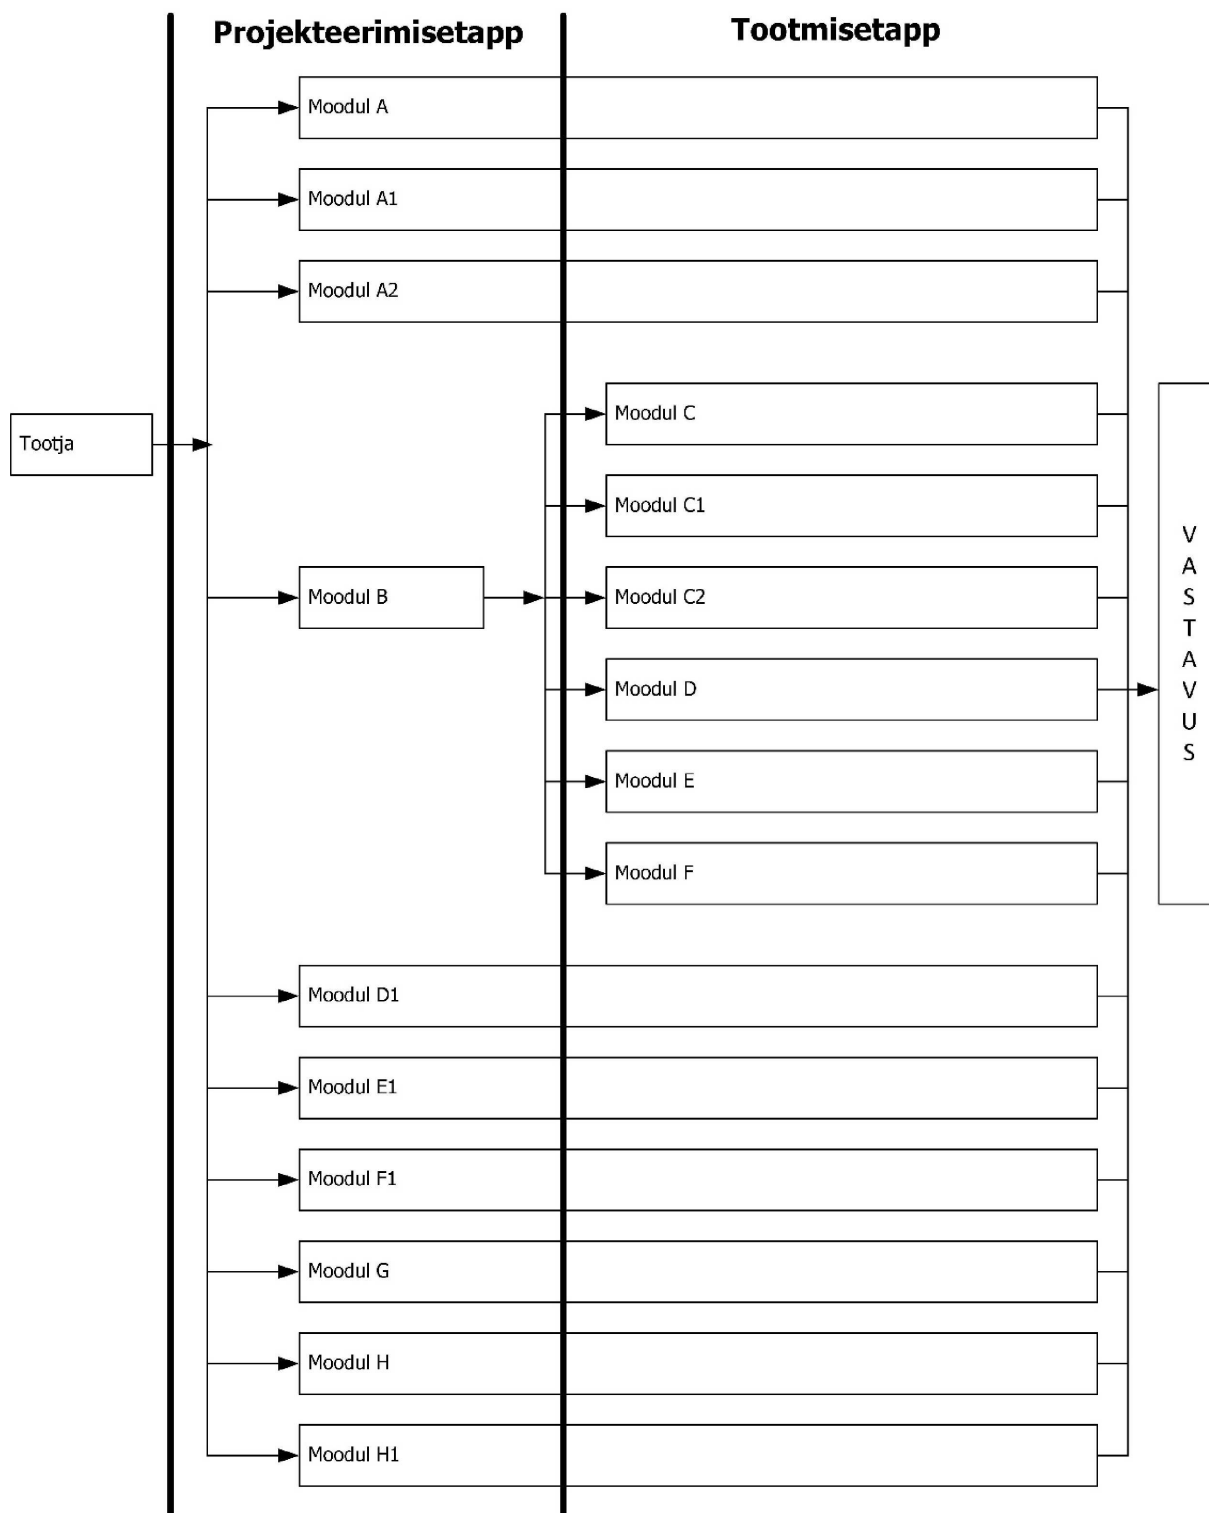 Projekteerimisetapp
Tootmisetapp
Moodul A
Moodul A1
Moodul A2
Tootja
Moodul B
Moodul C
Moodul C1
Moodul C2
Moodul D
Moodul E
Moodul F
V
A
S
T
A
V
U
S
Moodul D1
Moodul E1
Moodul F1
Moodul G
Moodul H
Moodul H1